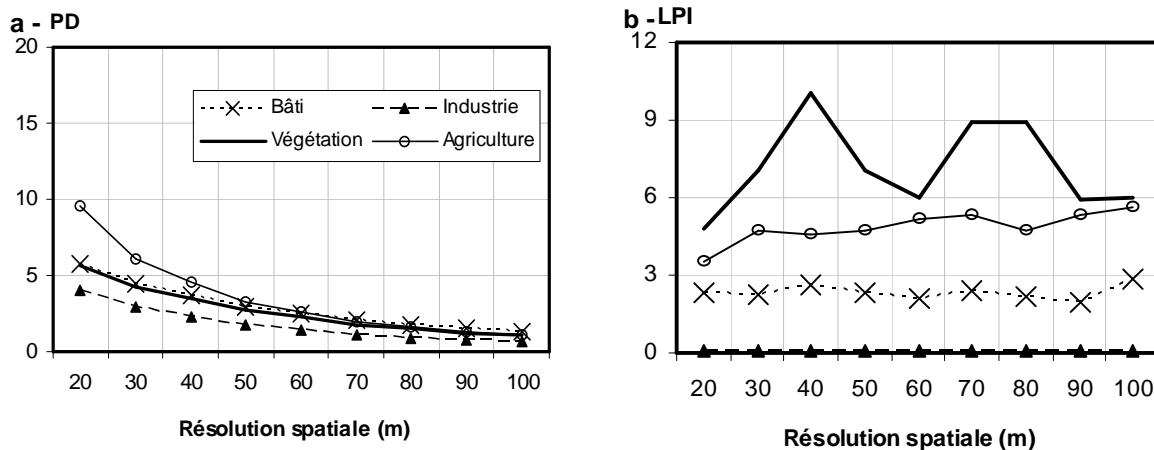 a - PD
20
15
10
5
0
Bâti
Industrie
Végétation
Agriculture
20 30 40 50 60 70 80 90 100
Résolution spatiale (m)
b -LPI
12
9
6
3
0
20 30 40 50 60 70 80 90 100
Résolution spatiale (m)